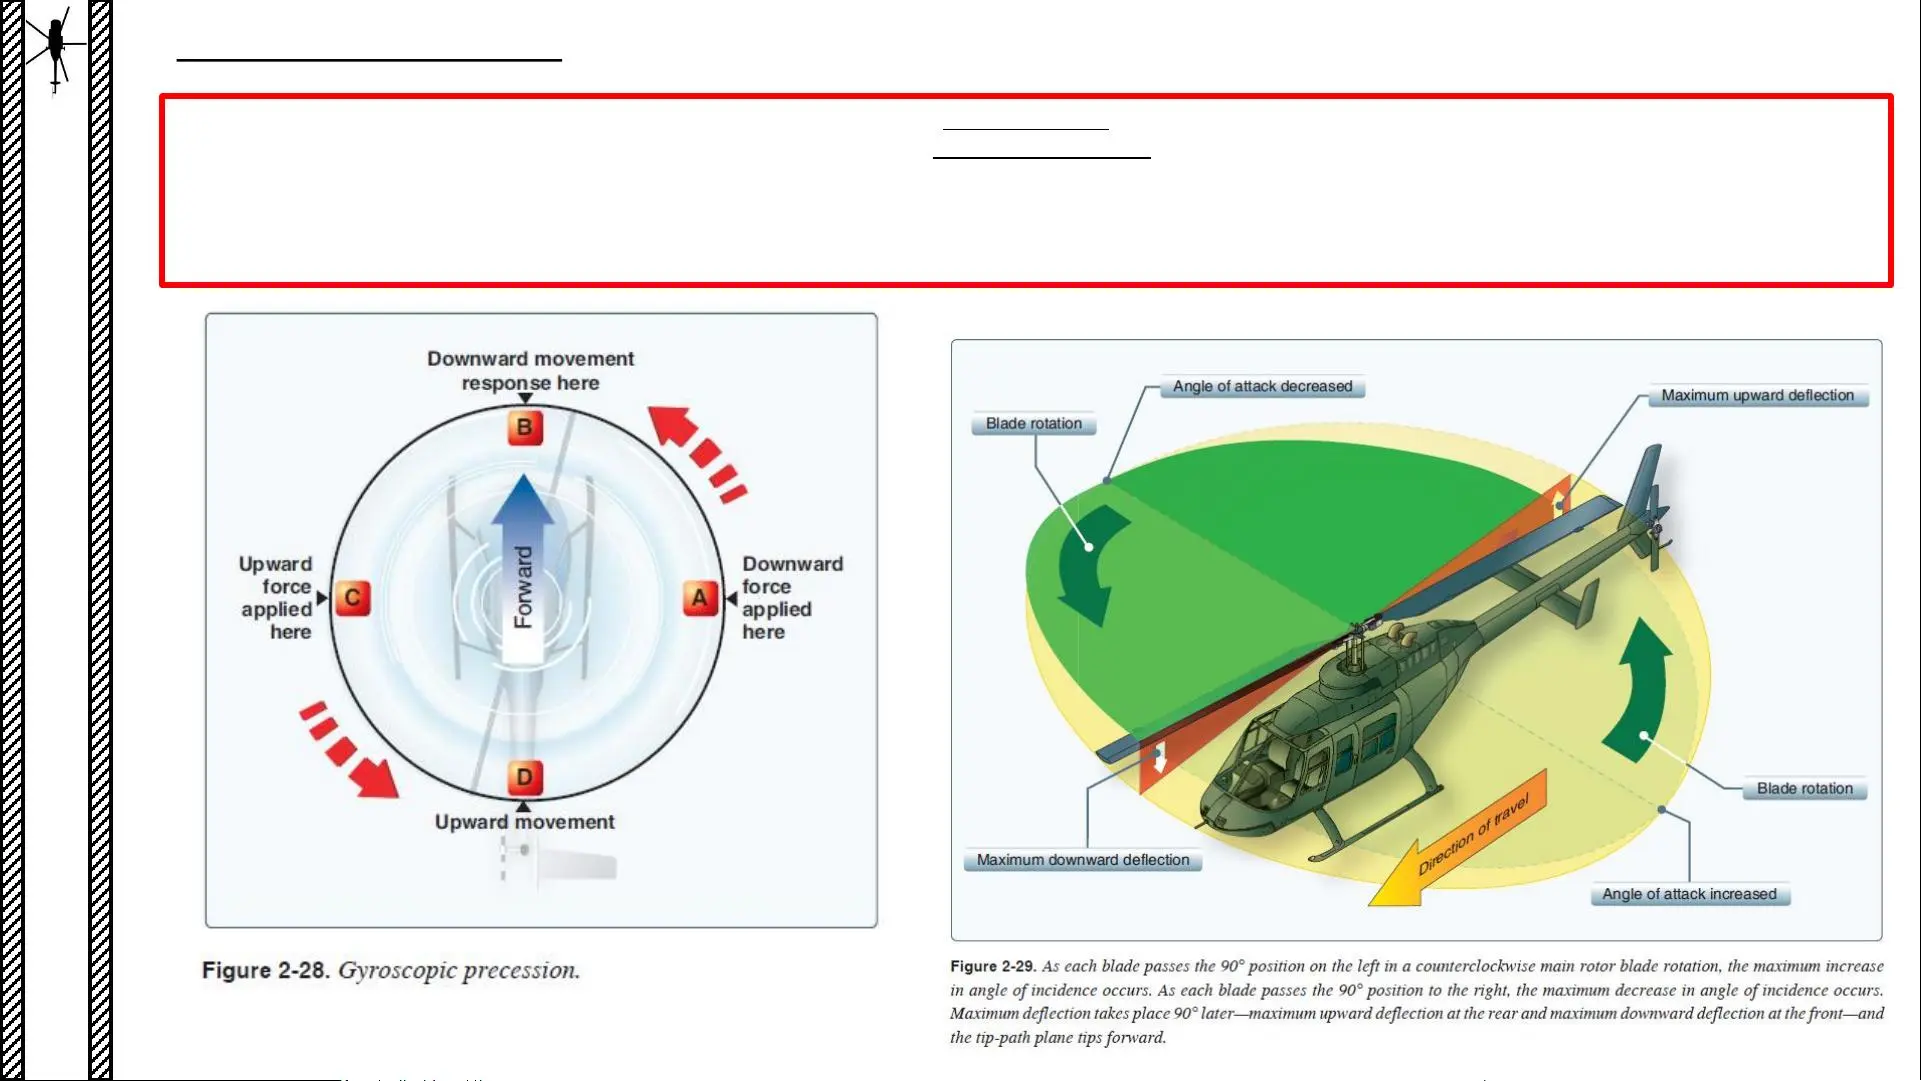 Downward movement
response here
B
Upward
force
applied
here
C
Forward
A
Downward
force
applied
here
D
Upward movement
Figure 2-28. Gyroscopic precession.
Angle of attack decreased
Maximum upward deflection
Blade rotation
Blade rotation
Direction of travel
Maximum downward deflection
Angle of attack increased
Figure 2-29. As each blade passes the 90° position on the left in a counterclockwise main rotor blade rotation, the maximum increase
in angle of incidence occurs. As each blade passes the 90° position to the right, the maximum decrease in angle of incidence occurs.
Maximum deflection takes place 90° later—maximum upward deflection at the rear and maximum downward deflection at the front—and
the tip-path plane tips forward.